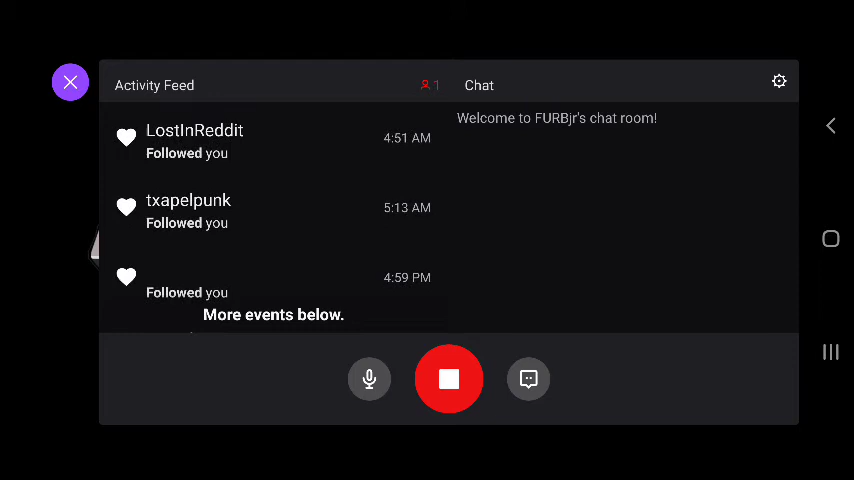 Activity Feed
1
Chat
Welcome to FURBjr's chat room!
LostInReddit
4:51 AM
Followed you
txapelpunk
5:13 AM
Followed you
4:59 PM
Followed you
More events below.